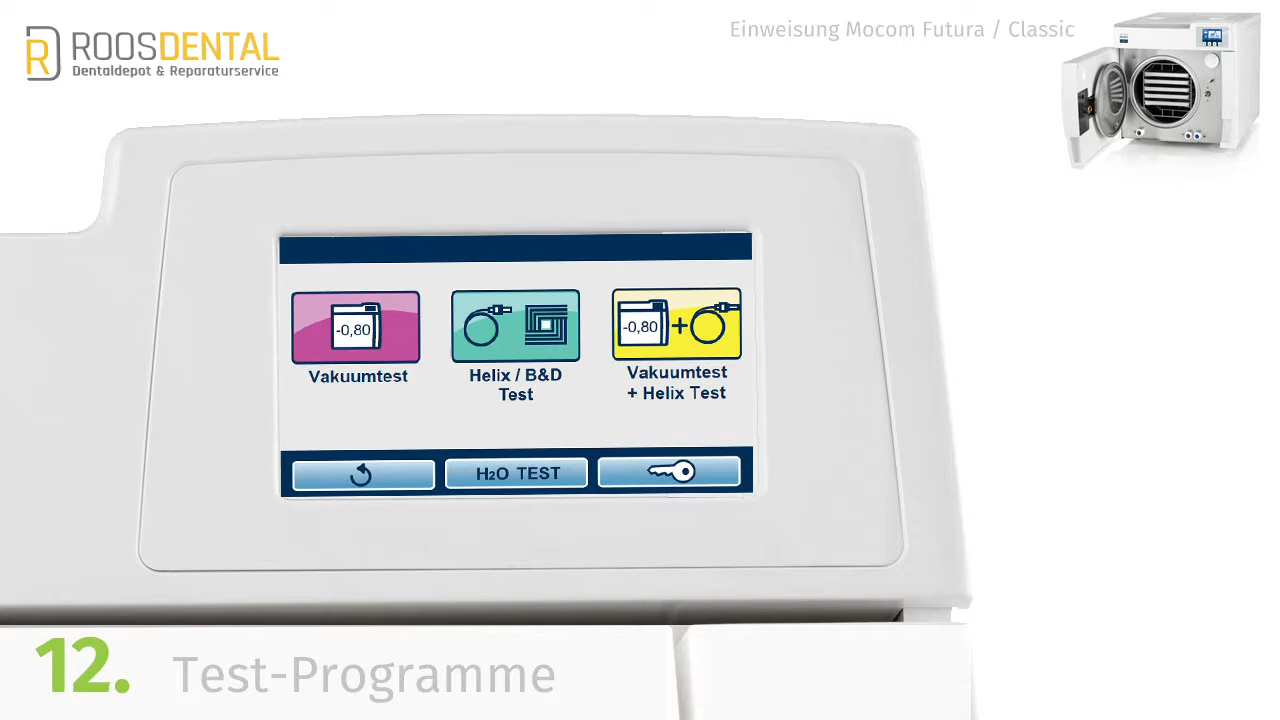 ROOSDENTAL
Dentaldepot & Reparaturservice
Einweisung Mocom Futura / Classic
-0,80
-0,80
+
Vakuumtest
Helix / B&D
Test
Vakuumtest
+ Helix Test
H₂O TEST
12. Test-Programme